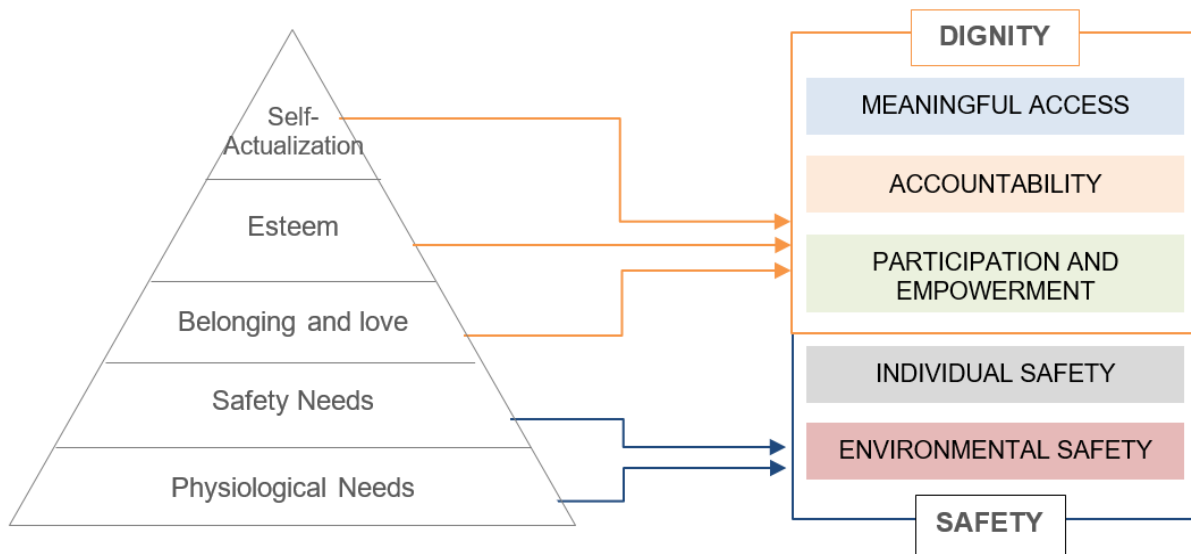 Self-
Actualization
Esteem
Belonging and love
Safety Needs
Physiological Needs
DIGNITY
MEANINGFUL ACCESS
ACCOUNTABILITY
PARTICIPATION AND
EMPOWERMENT
INDIVIDUAL SAFETY
ENVIRONMENTAL SAFETY
SAFETY